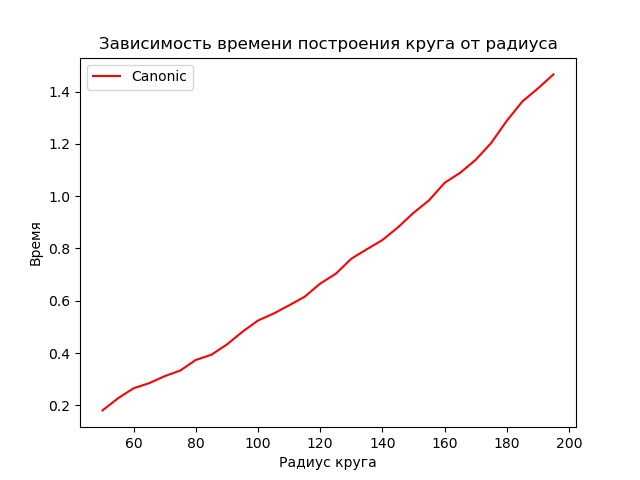 Зависимость времени построения круга от радиуса
Canonic
1.4
1.2
1.0
0.8
0.6
0.4
0.2
Время
60 80 100 120 140 160 180 200
Радиус круга